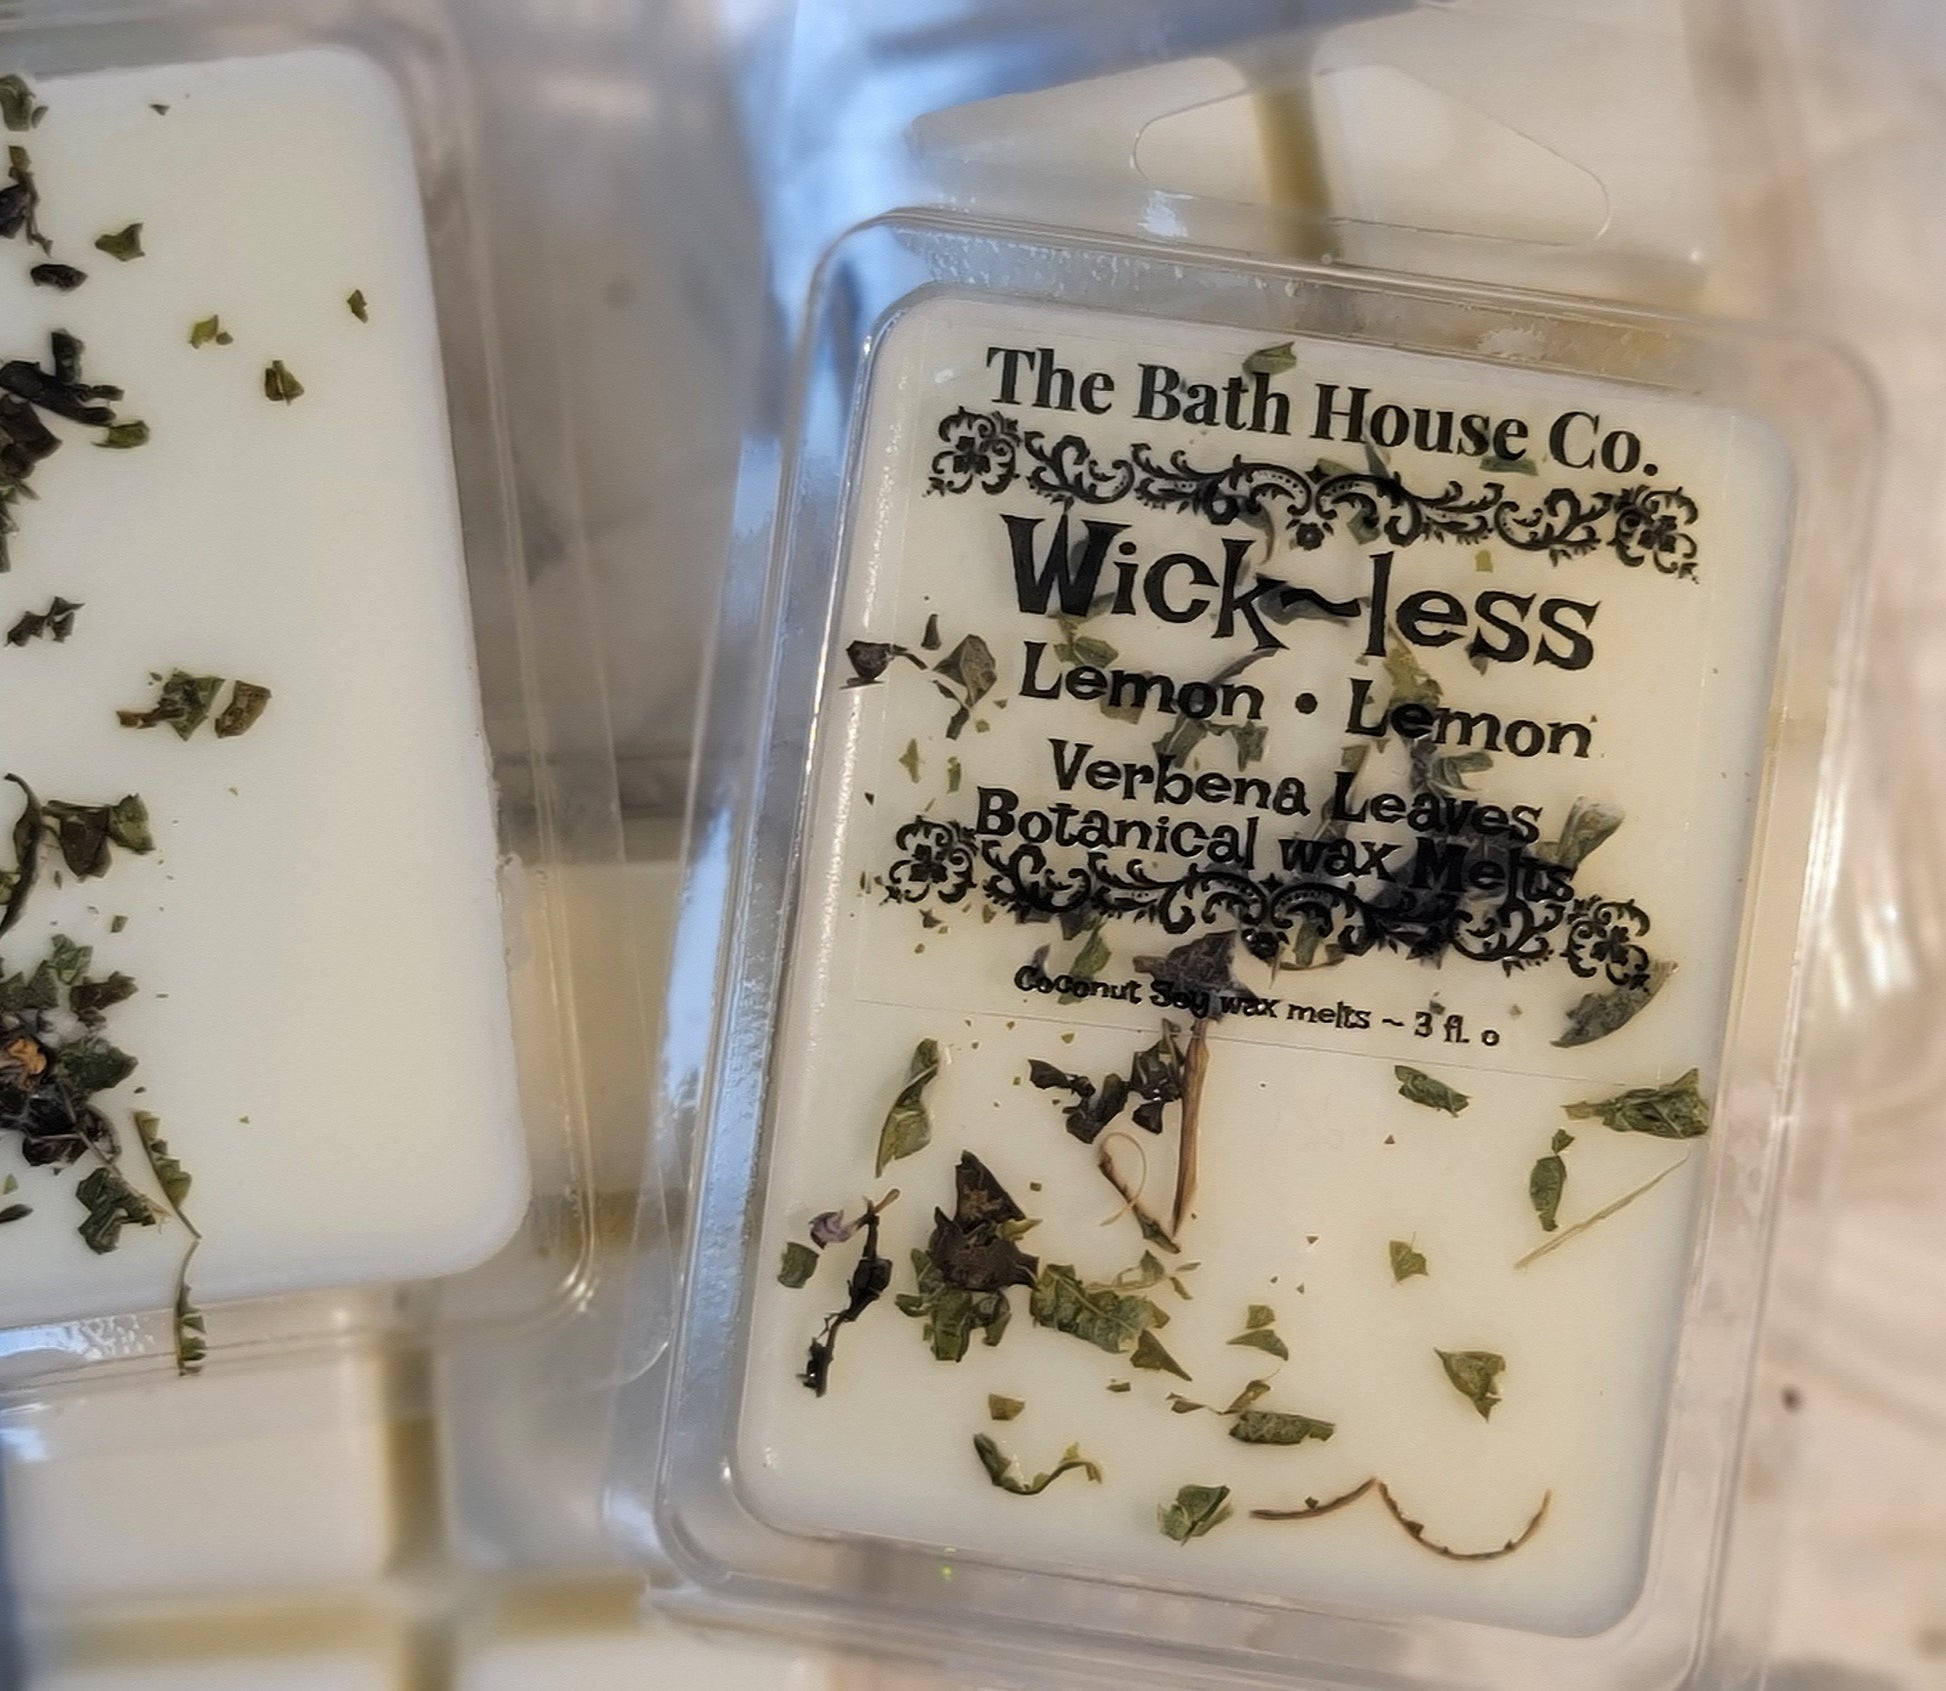 The Bath House Co.
Wick~less
Lemon • Lemon
Verbena Leaves
Botanical wax Melts
Coconut Soy wax melts ~ 3 fl. o